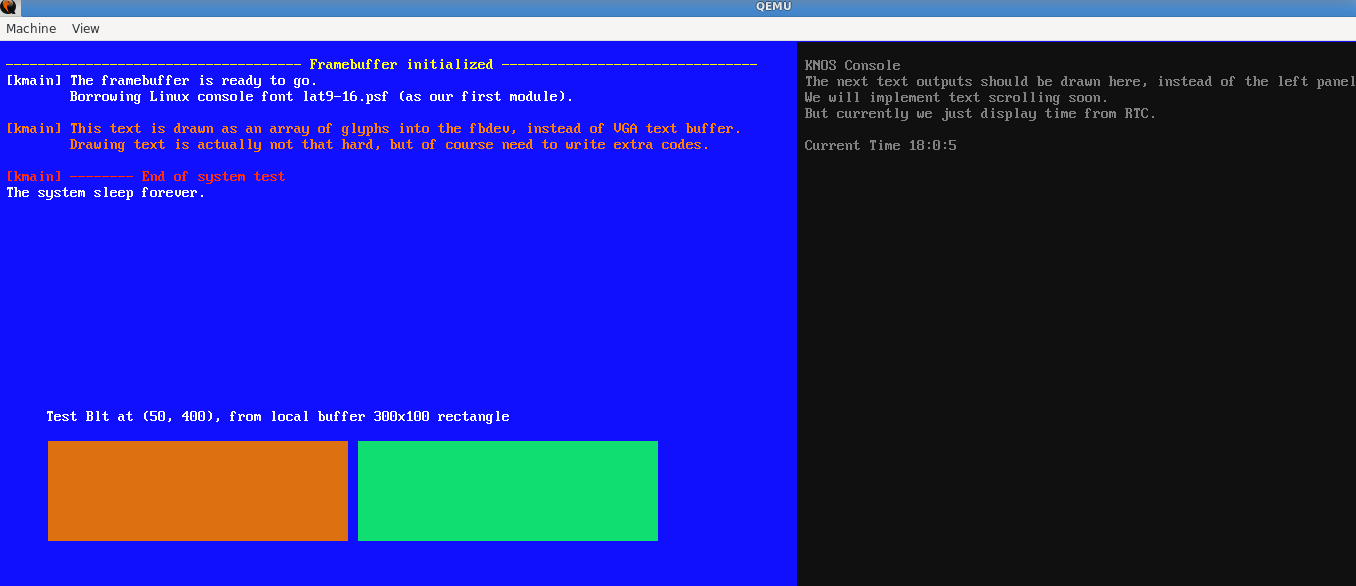 QEMU
Machine View
------------------------------------- Framebuffer initialized --------------------------------
[kmain] The framebuffer is ready to go.
Borrowing Linux console font lat9-16.psf (as our first module).
[kmain] This text is drawn as an array of glyphs into the fbdev, instead of VGA text buffer.
Drawing text is actually not that hard, but of course need to write extra codes.
[kmain] -------- End of system test
The system sleep forever.
Test Blt at (50, 400), from local buffer 300x100 rectangle
KNOS Console
The next text outputs should be drawn here, instead of the left panel
We will implement text scrolling soon.
But currently we just display time from RTC.
Current Time 18:0:5